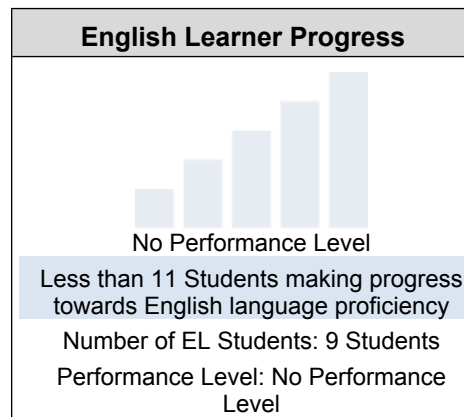 English Learner Progress
No Performance Level
Less than 11 Students making progress
towards English language proficiency
Number of EL Students: 9 Students
Performance Level: No Performance
Level